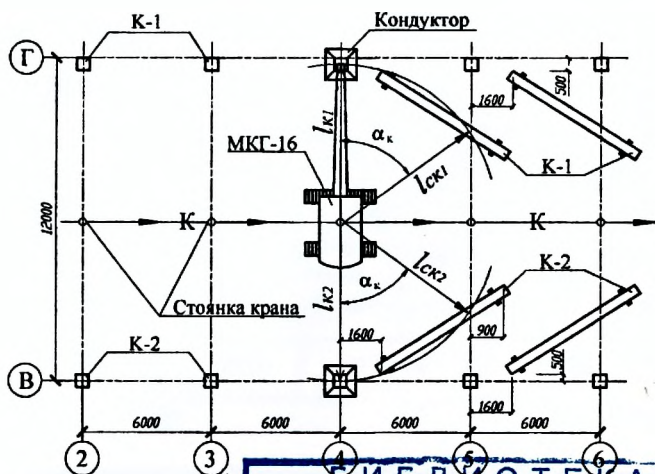 К-1
Кондуктор
Г
1600
500
lк1
αк
МКГ-16
lск1
К-1
12000
К
К
lск2
К-2
Стоянка крана
lк2
αк
1600
900
К-2
500
1600
В
6000
6000
6000
6000
2
3
4
5
6
БИБЛИОТЕКА